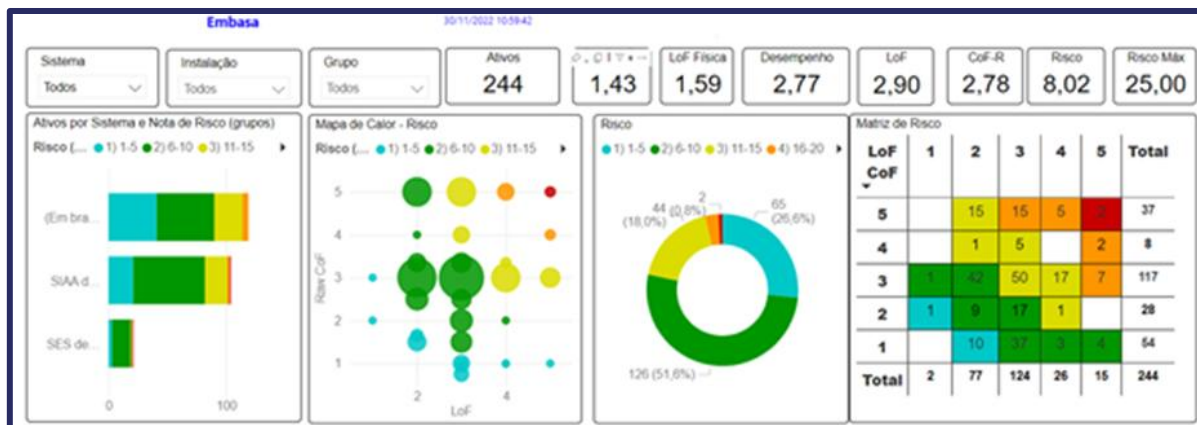 Embasa
30/11/2022 10:59:42
Sistema
Todos
Instalação
Todos
Grupo
Todos
Ativos
244
1,43
LoF Física
1,59
Desempenho
2,77
LoF
2,90
CoF-R
2,78
Risco
8,02
Risco Máx
25,00
Ativos por Sistema e Nota de Risco (grupos)
Risco (.... 1) 1-5 2) 6-10 3) 11-15
(Em bra...
SIAA d...
SES de...
0 100
Mapa de Calor - Risco
Risco (.... 1) 1-5 2) 6-10 3) 11-15
5
4
3
2
1
Raw CoF
2 4
LoF
Risco
1) 1-5 2) 6-10 3) 11-15 4) 16-20
2
44 (0,8%)
(18,0%)
65
(26,6%)
126 (51,6%)
Matriz de Risco
LoF 1 2 3 4 5 Total
CoF
5 15 15 5 2 37
4 1 5 2 8
3 1 42 50 17 7 117
2 1 9 17 1 28
1 10 37 3 4 54
Total 2 77 124 26 15 244